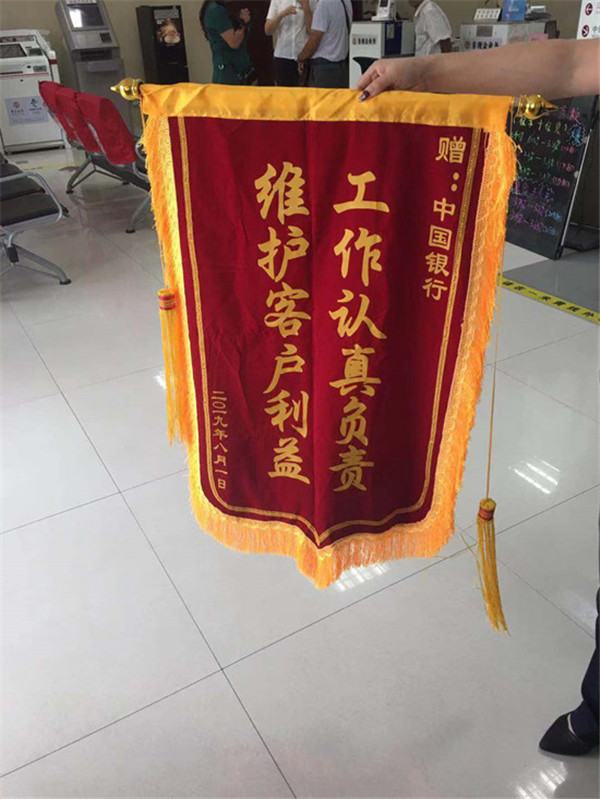 赠：中国银行
工作认真负责
维护客户利益
二〇一九年八月一日